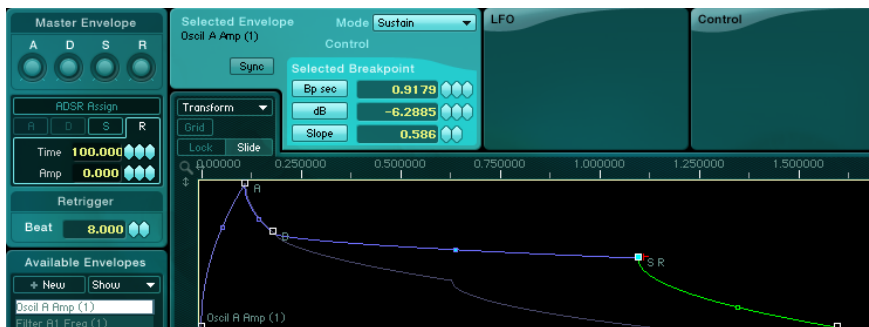 Master Envelope
A D S R
ADSR Assign
A D S R
Time 100.000
Amp 0.000
Retrigger
Beat 8.000
Available Envelopes
+ New Show
Oscil A Amp (1)
Filter A1 Freq (1)
Selected Envelope Mode Sustain
Oscil A Amp (1)
Control
Sync
Selected Breakpoint
Bp sec 0.9179
dB -6.2885
Slope 0.586
Transform
Grid
Lock Slide
LFO
Control
0.00000 0.250000 0.500000 0.750000 1.000000 1.250000 1.500000
A
D
S R
Oscil A Amp (1)